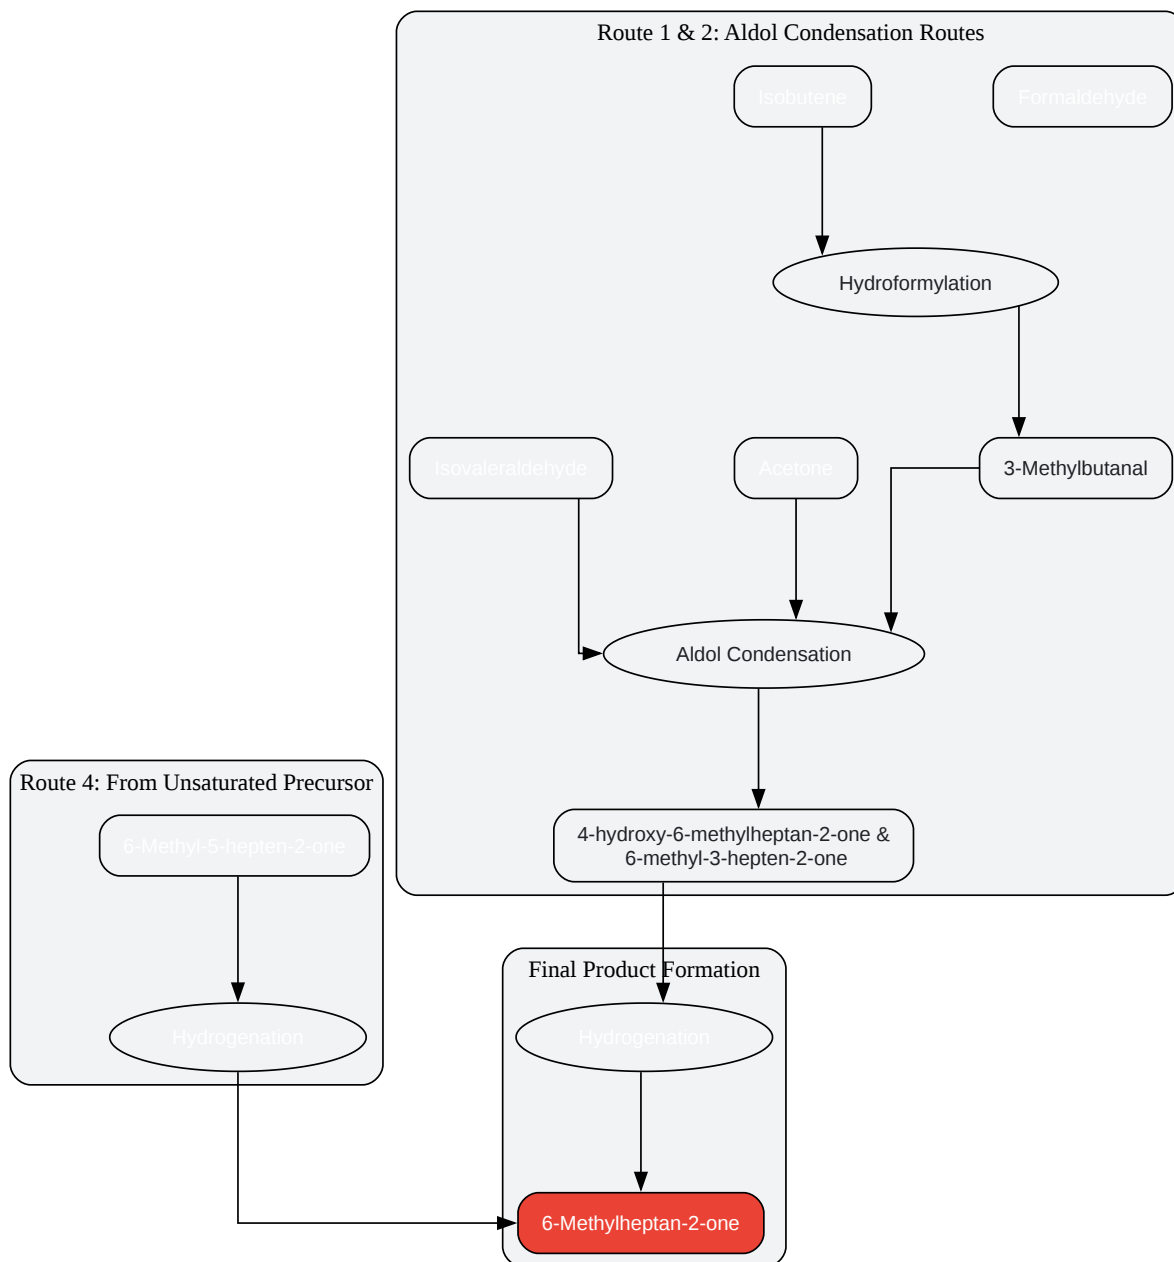 Route 1 & 2: Aldol Condensation Routes
Isobutene
Formaldehyde
Hydroformylation
Isovaleraldehyde
Acetone
3-Methylbutanal
Aldol Condensation
Route 4: From Unsaturated Precursor
6-Methyl-5-hepten-2-one
4-hydroxy-6-methylheptan-2-one &
6-methyl-3-hepten-2-one
Final Product Formation
Hydrogenation
Hydrogenation
6-Methylheptan-2-one